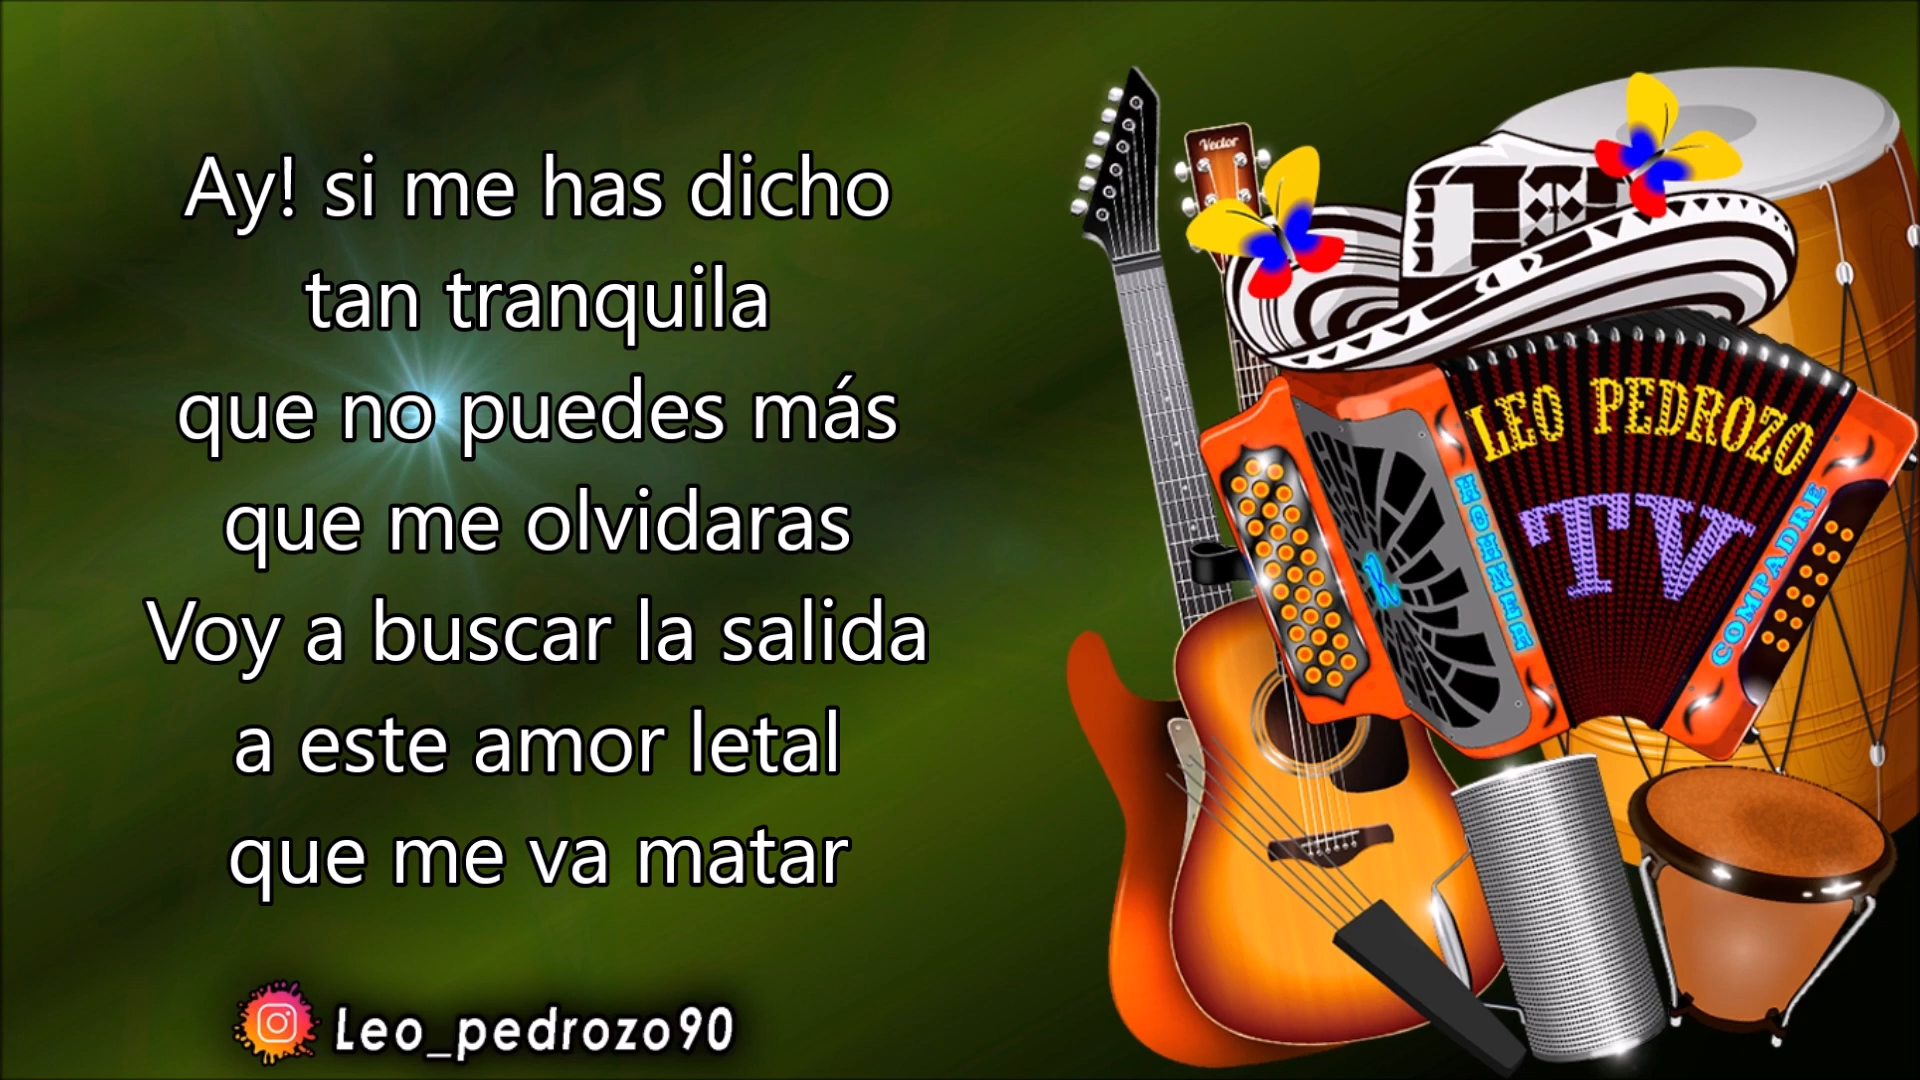 Ay! si me has dicho
tan tranquila
que no puedes más
que me olvidaras
Voy a buscar la salida
a este amor letal
que me va matar
Leo_pedrozo90
Vector
LEO PEDROZO
TV
HOHNER
COMPADRE
R